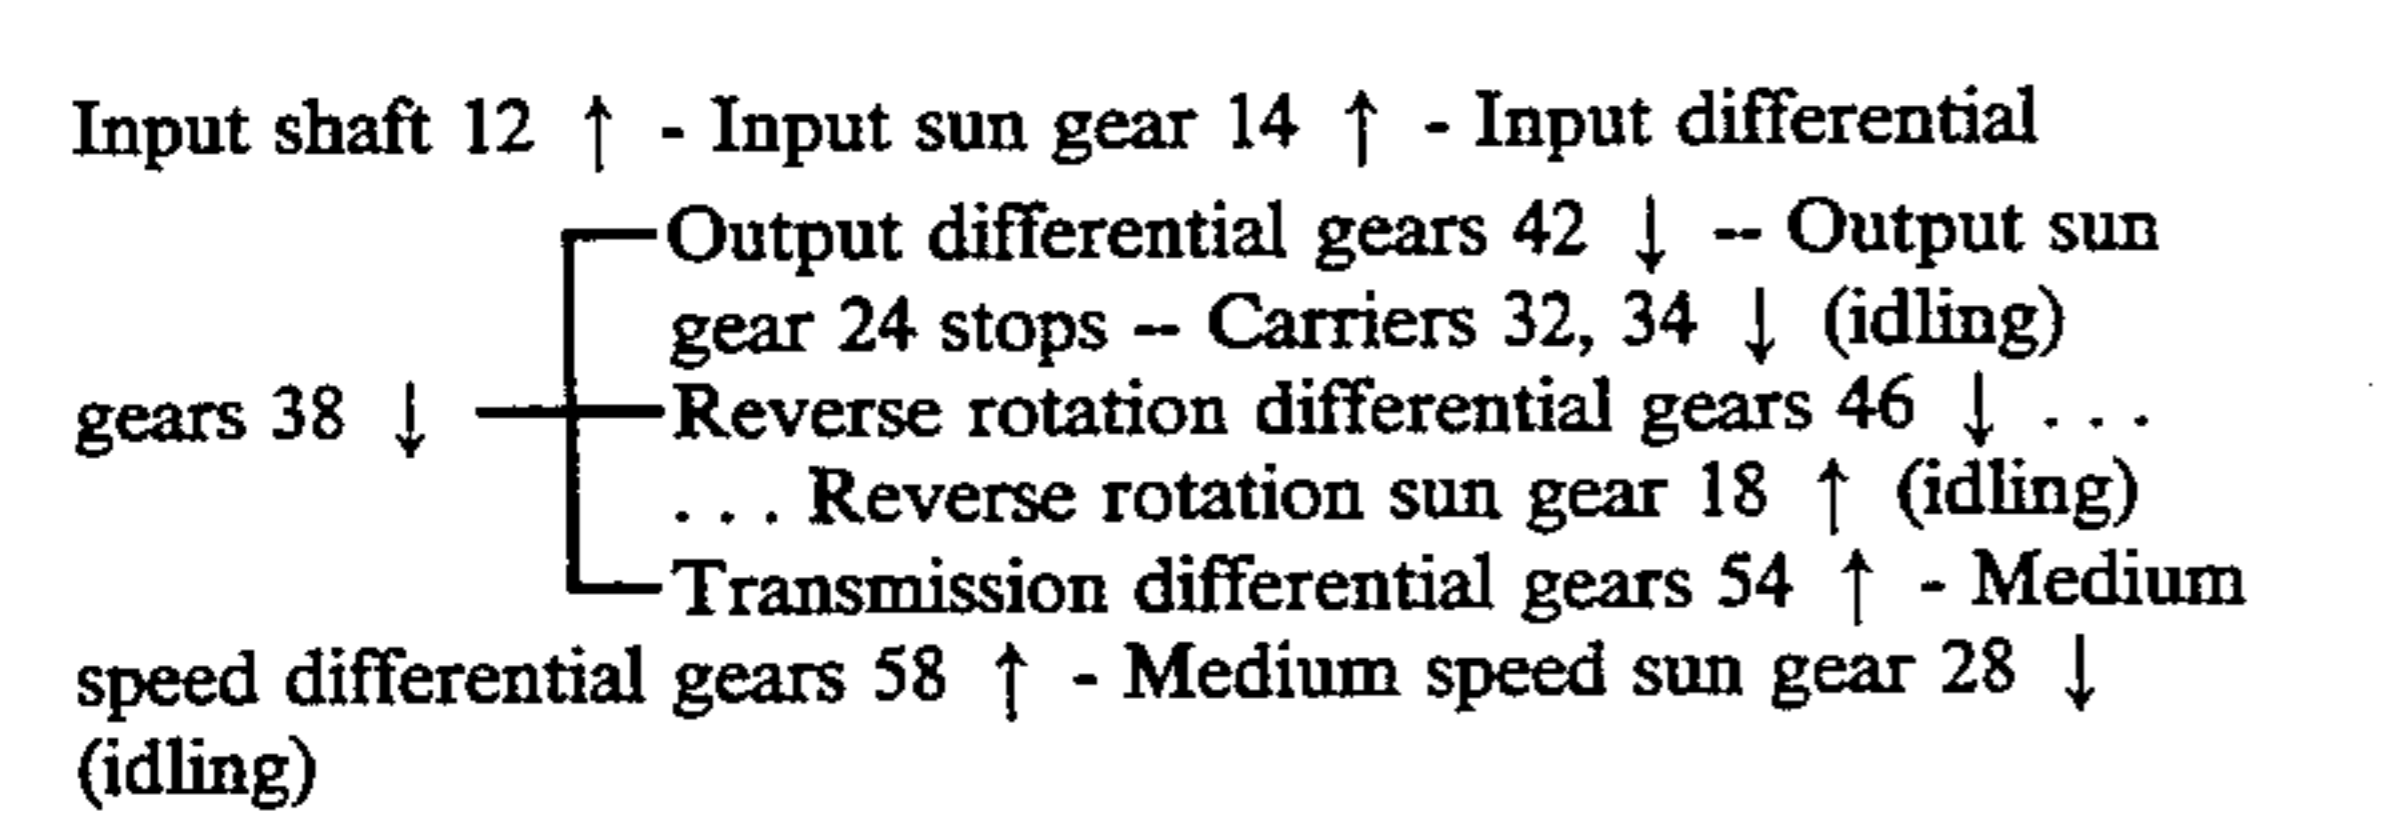 Input shaft 12 ↑ - Input sun gear 14 ↑ - Input differential
Output differential gears 42 ↓ -- Output sun
gear 24 stops -- Carriers 32, 34 ↓ (idling)
gears 38 ↓ Reverse rotation differential gears 46 ↓ . . .
. . . Reverse rotation sun gear 18 ↑ (idling)
Transmission differential gears 54 ↑ - Medium
speed differential gears 58 ↑ - Medium speed sun gear 28 ↓
(idling)